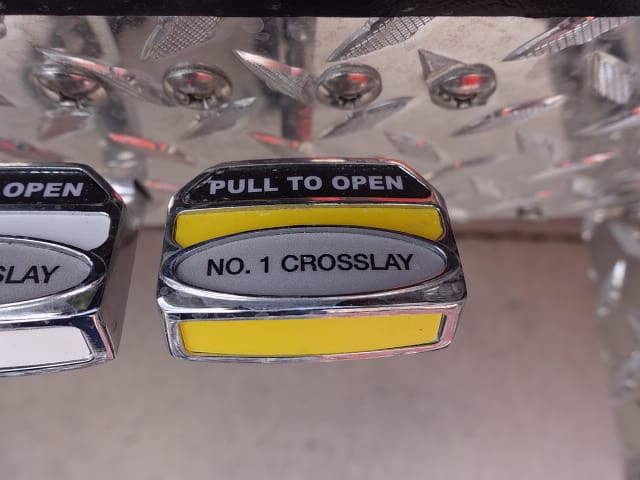 OPEN
SLAY
PULL TO OPEN
NO. 1 CROSSLAY